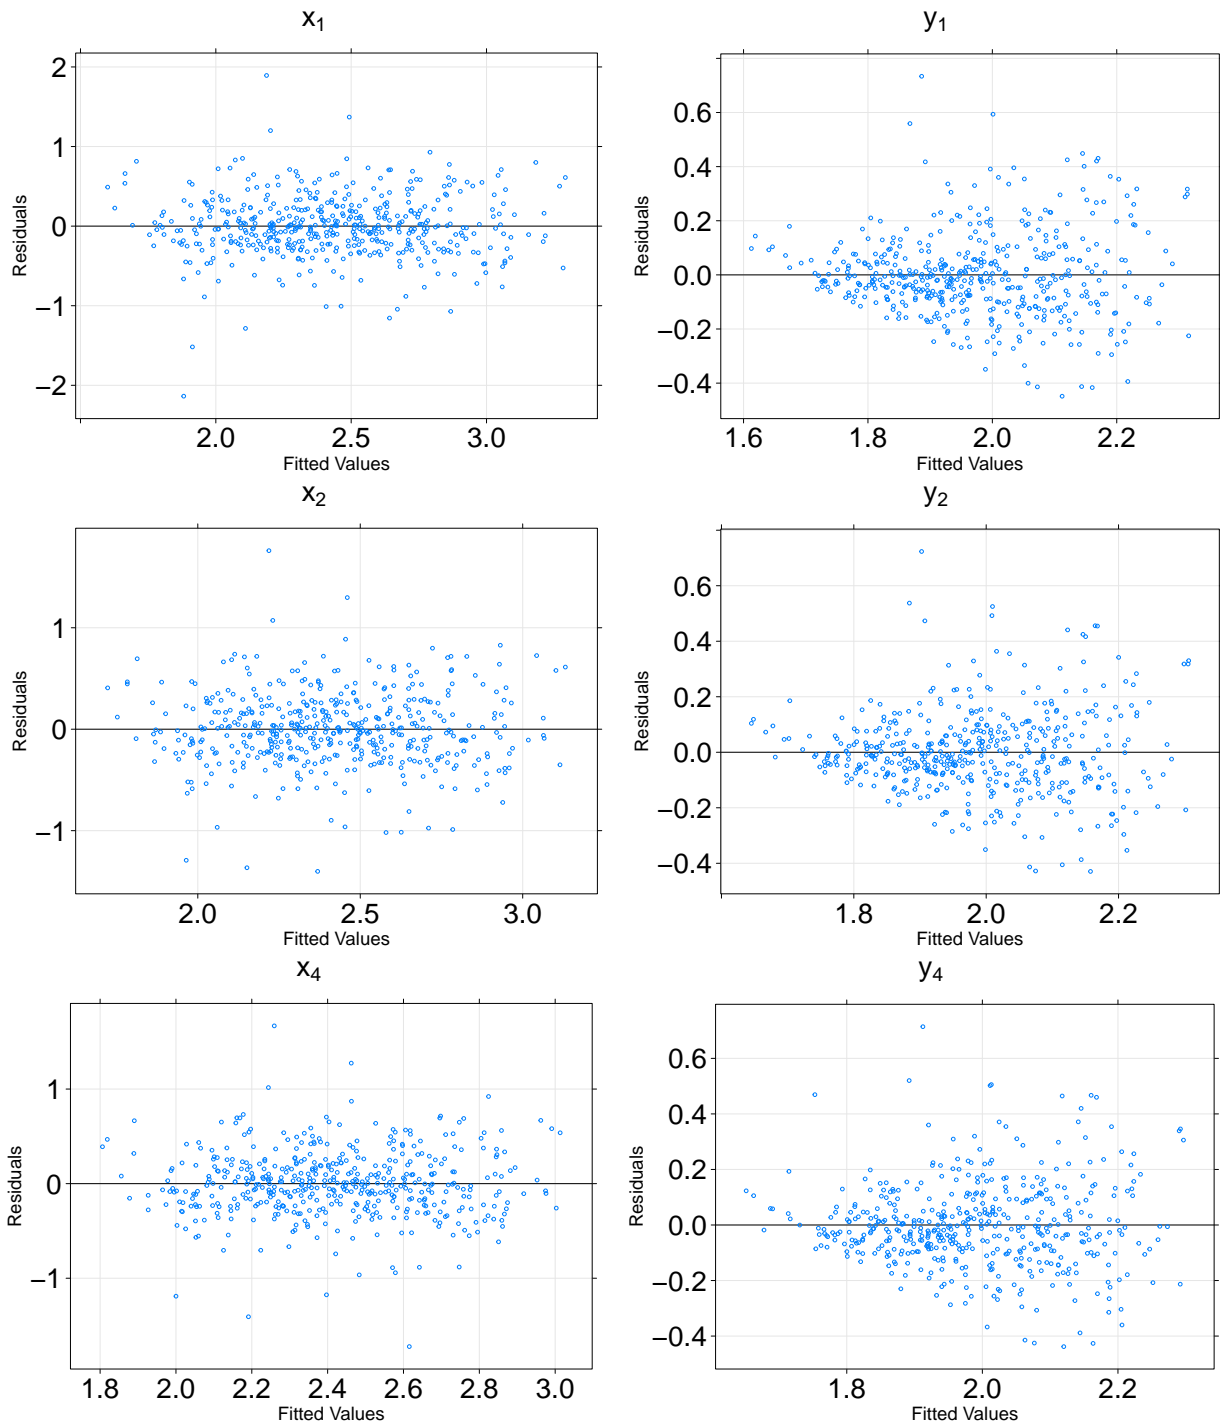 x1
y1
2
1
0
−1
−2
Residuals
2.0 2.5 3.0
Fitted Values
0.6
0.4
0.2
0.0
−0.2
−0.4
Residuals
1.6 1.8 2.0 2.2
Fitted Values
x2
y2
1
0
−1
Residuals
2.0 2.5 3.0
Fitted Values
0.6
0.4
0.2
0.0
−0.2
−0.4
Residuals
1.8 2.0 2.2
Fitted Values
x4
y4
1
0
−1
Residuals
1.8 2.0 2.2 2.4 2.6 2.8 3.0
Fitted Values
0.6
0.4
0.2
0.0
−0.2
−0.4
Residuals
1.8 2.0 2.2
Fitted Values